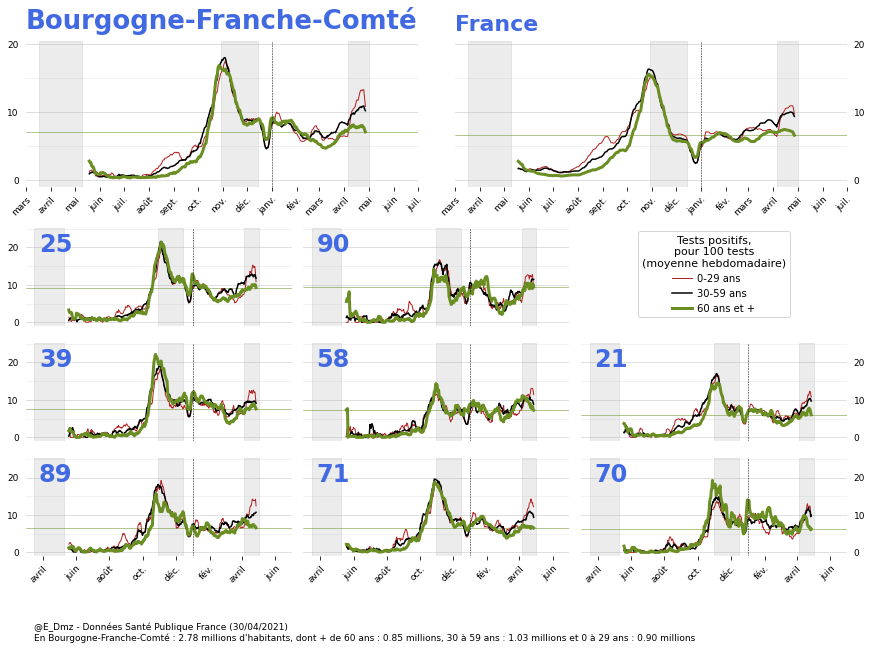 Bourgogne-Franche-Comté
France
20
10
0
mars avril mai juin juil. août sept. oct. nov. déc. janv. fév. mars avril mai juin juil.
20
10
0
mars avril mai juin juil. août sept. oct. nov. déc. janv. fév. mars avril mai juin juil.
25
20
10
0
90
Tests positifs,
pour 100 tests
(moyenne hebdomadaire)
0-29 ans
30-59 ans
60 ans et +
39
20
10
0
58
21
89
20
10
0
71
70
avril juin août oct. déc. fév. avril juin
avril juin août oct. déc. fév. avril juin
avril juin août oct. déc. fév. avril juin
@E_Dmz - Données Santé Publique France (30/04/2021)
En Bourgogne-Franche-Comté : 2.78 millions d'habitants, dont + de 60 ans : 0.85 millions, 30 à 59 ans : 1.03 millions et 0 à 29 ans : 0.90 millions